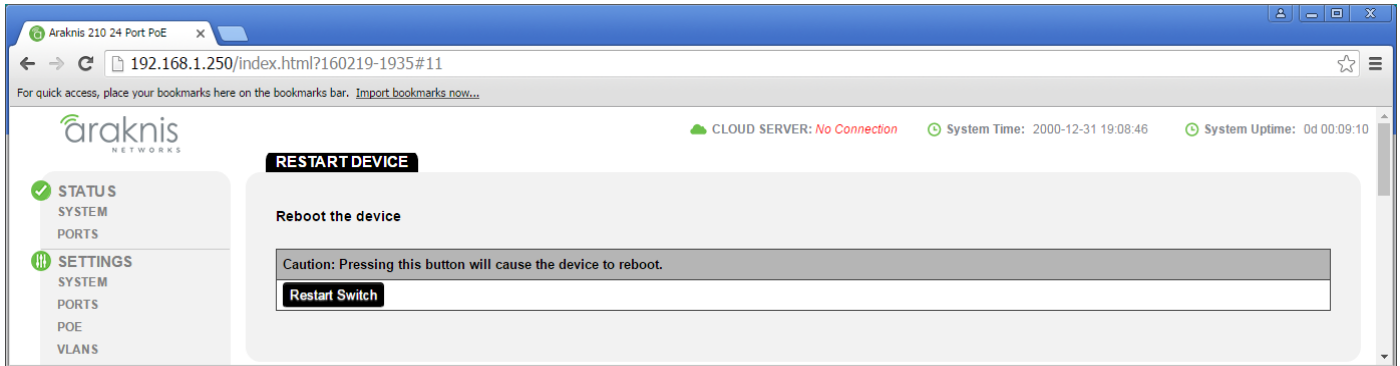 Araknis 210 24 Port PoE
192.168.1.250/index.html?160219-1935#11
For quick access, place your bookmarks here on the bookmarks bar. Import bookmarks now...
araknis
NETWORKS
CLOUD SERVER: No Connection
System Time: 2000-12-31 19:08:46
System Uptime: 0d 00:09:10
RESTART DEVICE
STATUS
SYSTEM
PORTS
SETTINGS
SYSTEM
PORTS
POE
VLANS
Reboot the device
Caution: Pressing this button will cause the device to reboot.
Restart Switch